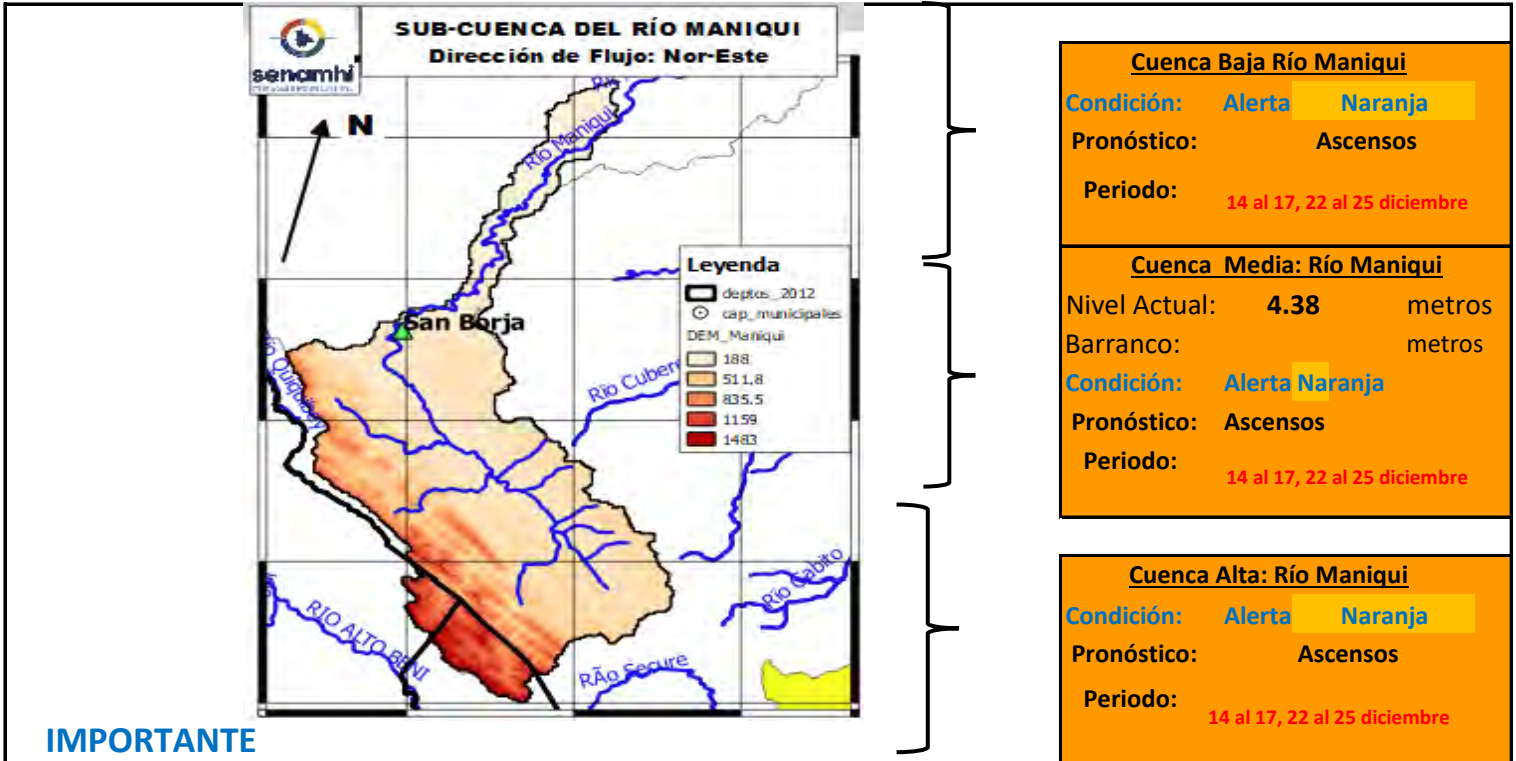 SUB-CUENCA DEL RÍO MANIQUI
Dirección de Flujo: Nor-Este
senamhi
N
Río Maniqui
San Borja
Río Cubere
Río Quiquibey
RIO ALTO BENI
RÃo Secure
Río Cabito
Leyenda
deptos_2012
cap_municipales
DEM_Maniqui
188
511,8
835.5
1159
1483
Cuenca Baja Río Maniqui
Condición: Alerta Naranja
Pronóstico: Ascensos
Periodo: 14 al 17, 22 al 25 diciembre
Cuenca Media: Río Maniqui
Nivel Actual: 4.38 metros
Barranco: metros
Condición: Alerta Naranja
Pronóstico: Ascensos
Periodo: 14 al 17, 22 al 25 diciembre
Cuenca Alta: Río Maniqui
Condición: Alerta Naranja
Pronóstico: Ascensos
Periodo: 14 al 17, 22 al 25 diciembre
IMPORTANTE